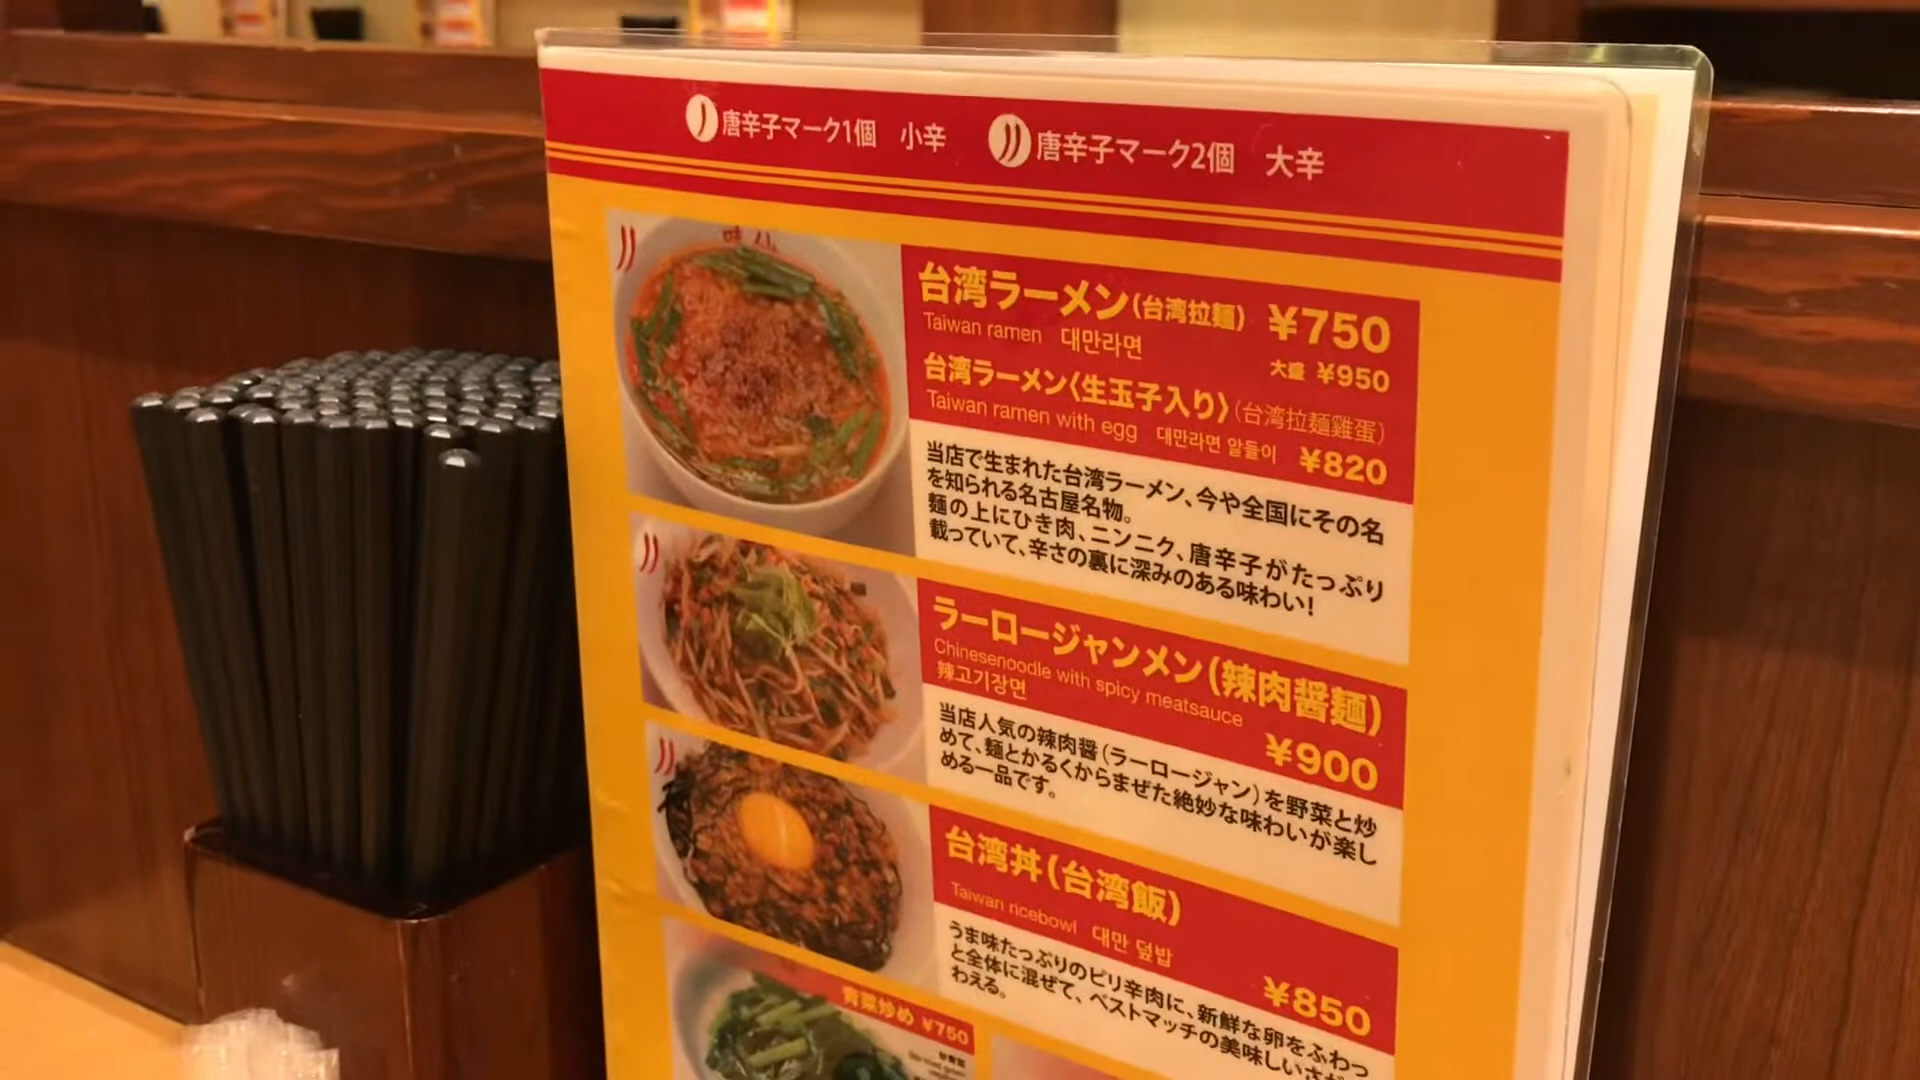 唐辛子マーク1個 小辛
唐辛子マーク2個 大辛
味仙
台湾ラーメン(台湾拉麺) ¥750
Taiwan ramen 대만라면
大盛 ¥950
台湾ラーメン〈生玉子入り〉(台湾拉麺雞蛋)
Taiwan ramen with egg 대만라면 알들이 ¥820
当店で生まれた台湾ラーメン、今や全国にその名
を知られる名古屋名物。
麺の上にひき肉、ニンニク、唐辛子がたっぷり
載っていて、辛さの裏に深みのある味わい!
ラーロージャンメン(辣肉醤麺)
Chinesenoodle with spicy meatsauce
辣고기장면
¥900
当店人気の辣肉醤(ラーロージャン)を野菜と炒
めて、麺とかるくからまぜた絶妙な味わいが楽し
める一品です。
台湾丼(台湾飯)
Taiwan ricebowl 대만 덮밥
¥850
うま味たっぷりのピリ辛肉に、新鮮な卵をふわっ
と全体に混ぜて、ベストマッチの美味しいさが
わえる。
青菜炒め ¥750